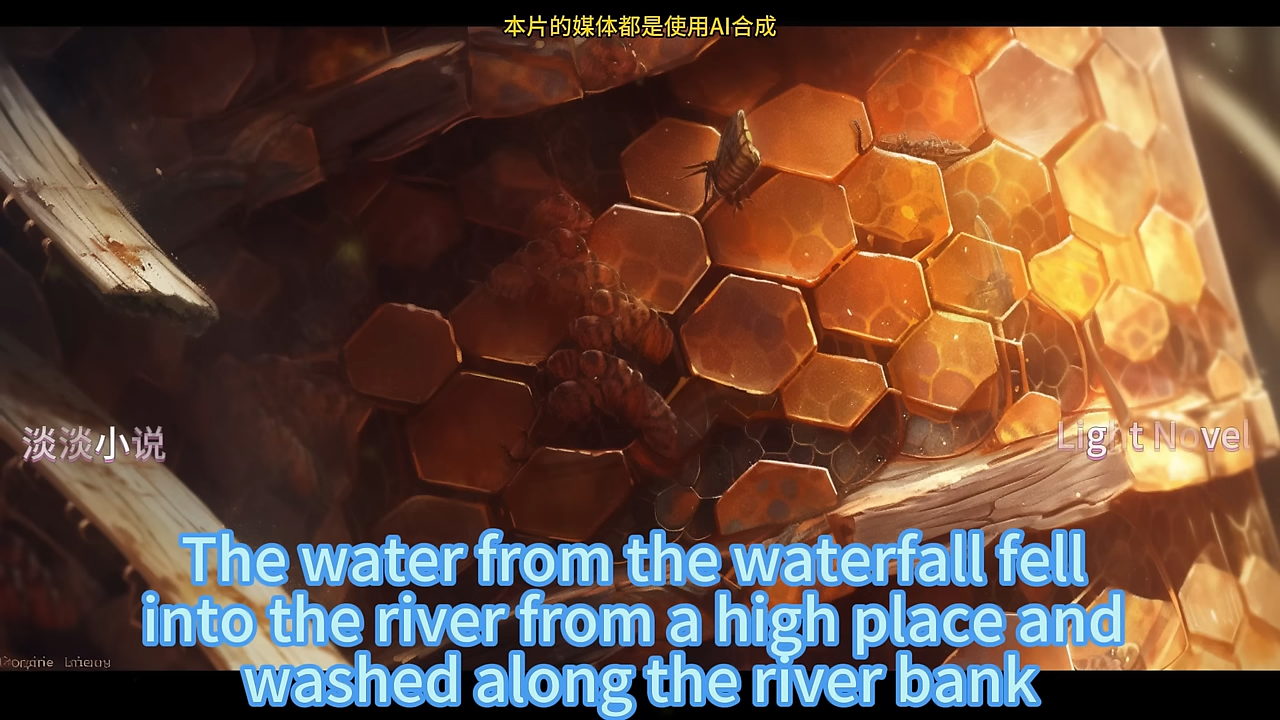 本片的媒体都是使用AI合成
淡淡小说
Light Novel
The water from the waterfall fell
into the river from a high place and
washed along the river bank